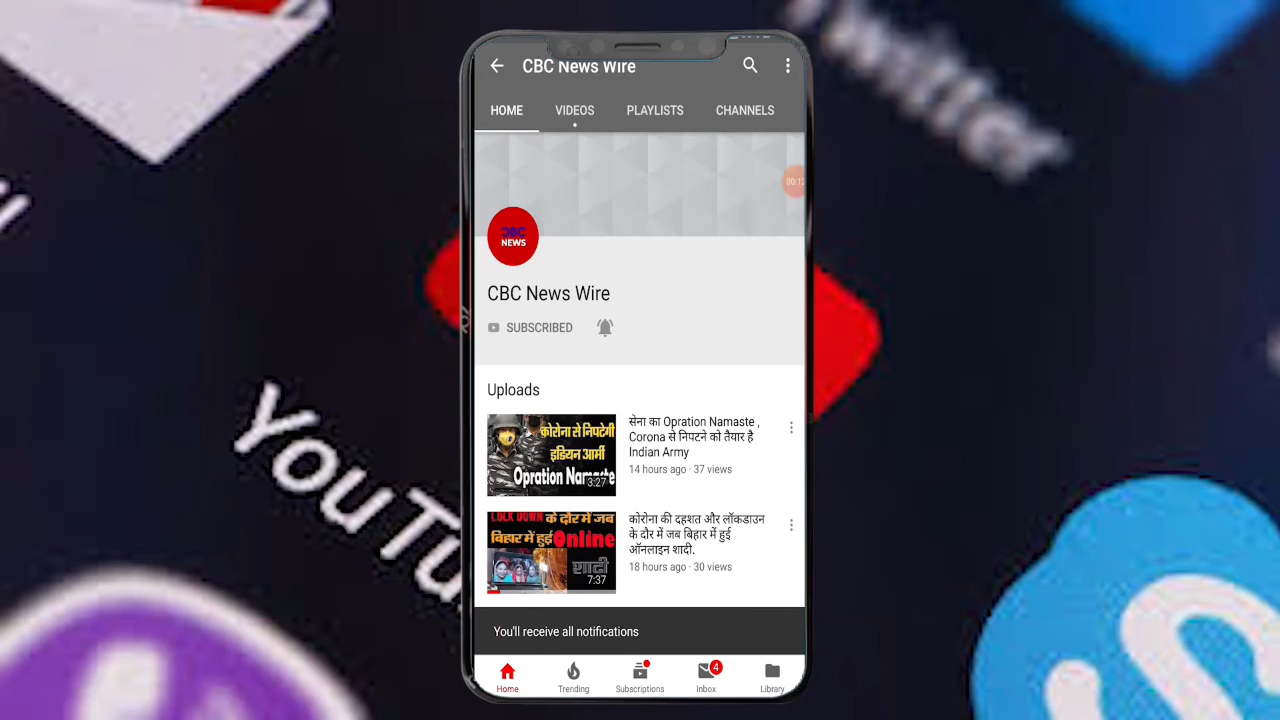 CBC News Wire
HOME VIDEOS PLAYLISTS CHANNELS
CBC
NEWS
CBC News Wire
SUBSCRIBED
Uploads
कोरोना से निपटेगी
इडियन आर्मी
Opration Namaste
3:27
सेना का Opration Namaste ,
Corona से निपटने को तैयार है
Indian Army
14 hours ago · 37 views
LOCK DOWN के दौर में जब
बिहार में हुई Online
शादी
7:37
कोरोना की दहशत और लॉकडाउन
के दौर में जब बिहार में हुई
ऑनलाइन शादी.
18 hours ago · 30 views
You'll receive all notifications
4
Home Trending Subscriptions Inbox Library
YouTu
twitter